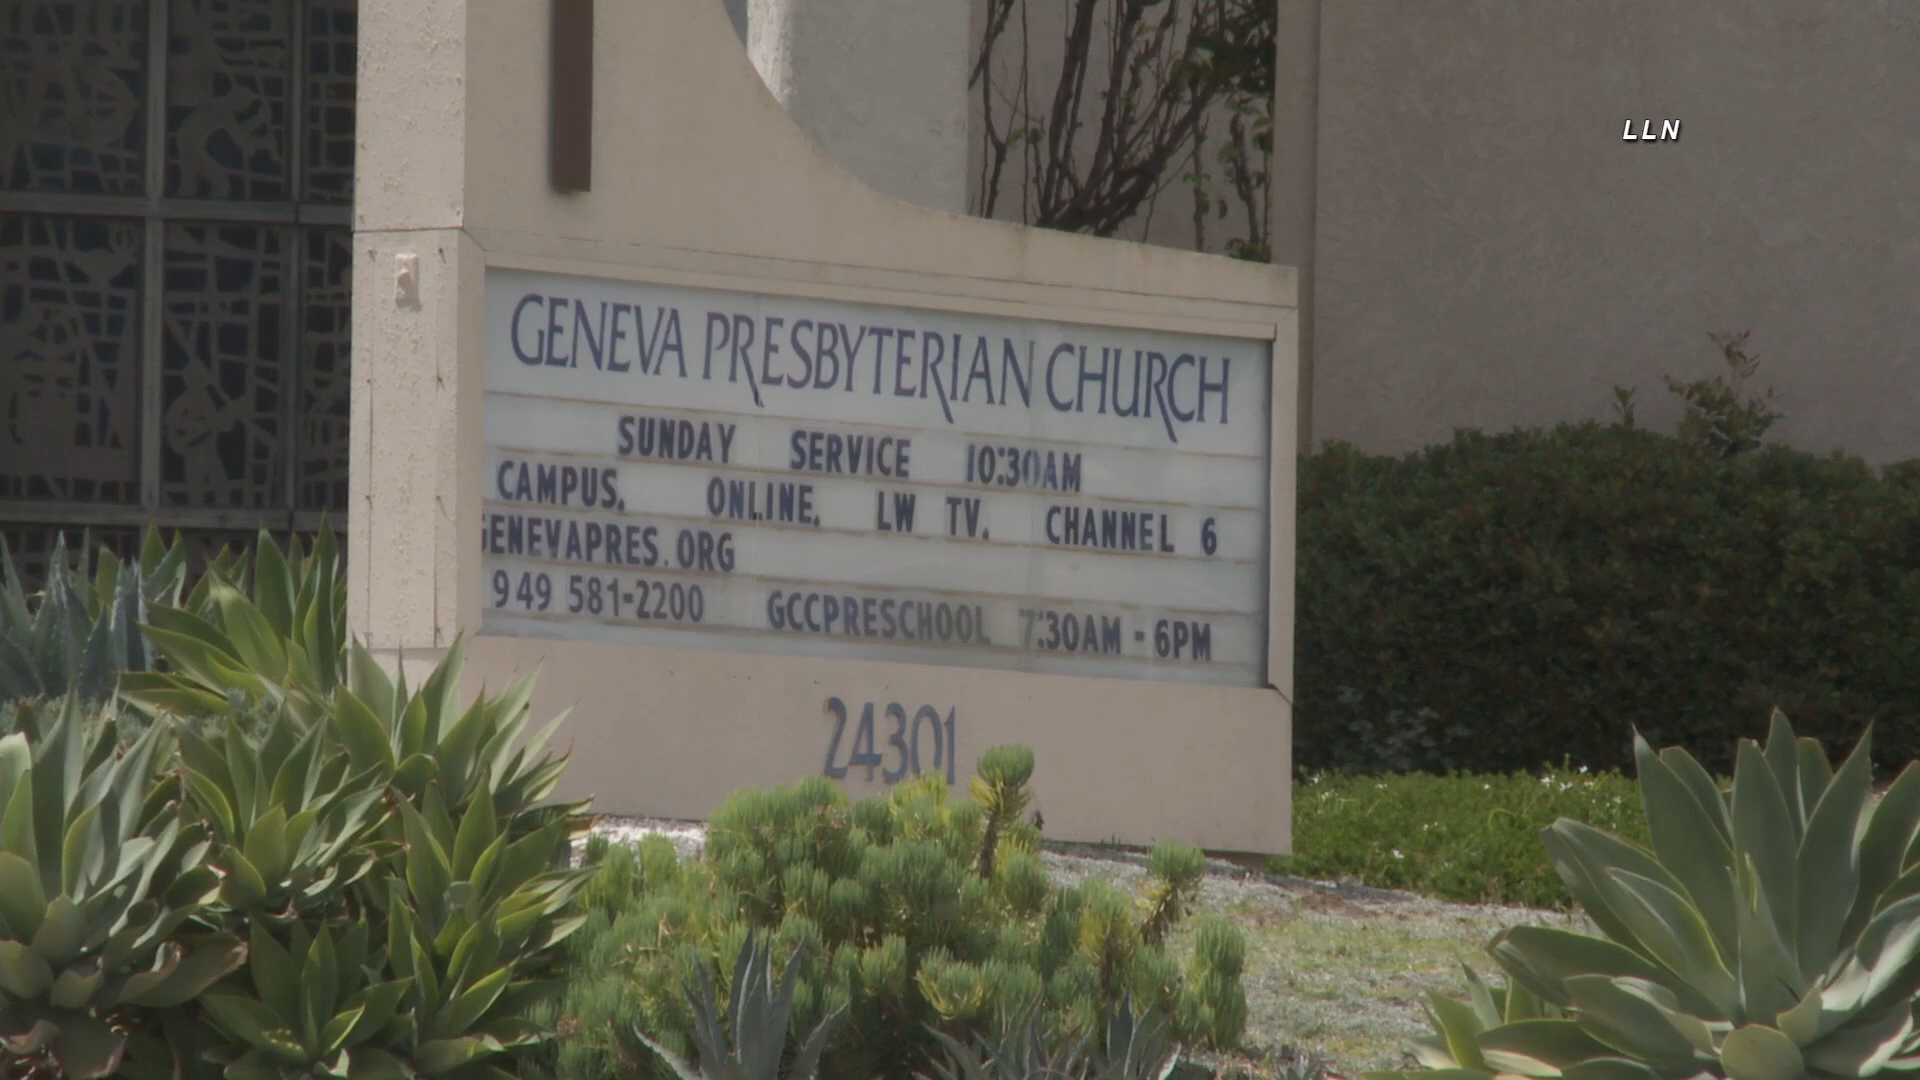 LLN
GENEVA PRESBYTERIAN CHURCH
SUNDAY SERVICE 10:30AM
CAMPUS, ONLINE, LW TV, CHANNEL 6
GENEVAPRES.ORG
949 581-2200 GCCPRESCHOOL 7:30AM - 6PM
24301